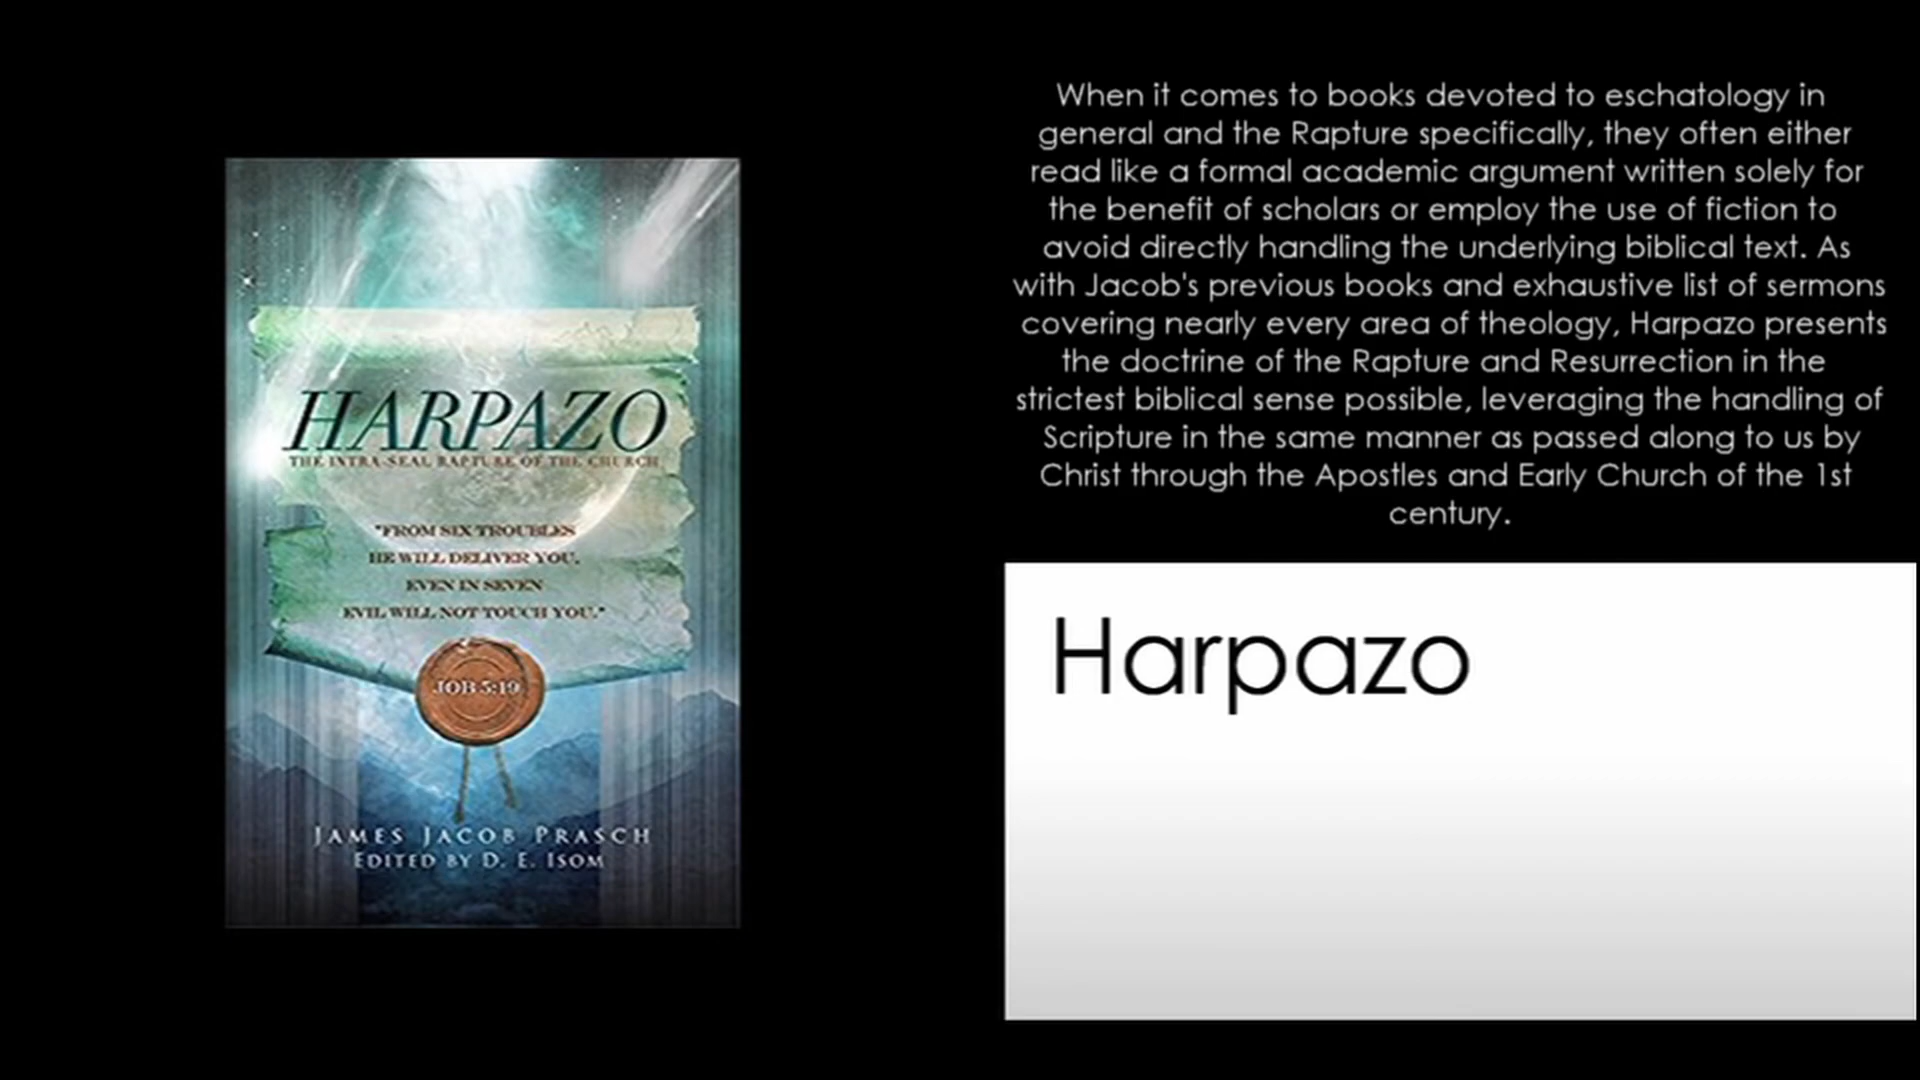 HARPAZO
THE INTRA-SEAL RAPTURE OF THE CHURCH
"FROM SIX TROUBLES
HE WILL DELIVER YOU,
EVEN IN SEVEN
EVIL WILL NOT TOUCH YOU."
JOB 5:19
JAMES JACOB PRASCH
EDITED BY D. E. ISOM
When it comes to books devoted to eschatology in
general and the Rapture specifically, they often either
read like a formal academic argument written solely for
the benefit of scholars or employ the use of fiction to
avoid directly handling the underlying biblical text. As
with Jacob's previous books and exhaustive list of sermons
covering nearly every area of theology, Harpazo presents
the doctrine of the Rapture and Resurrection in the
strictest biblical sense possible, leveraging the handling of
Scripture in the same manner as passed along to us by
Christ through the Apostles and Early Church of the 1st
century.
Harpazo